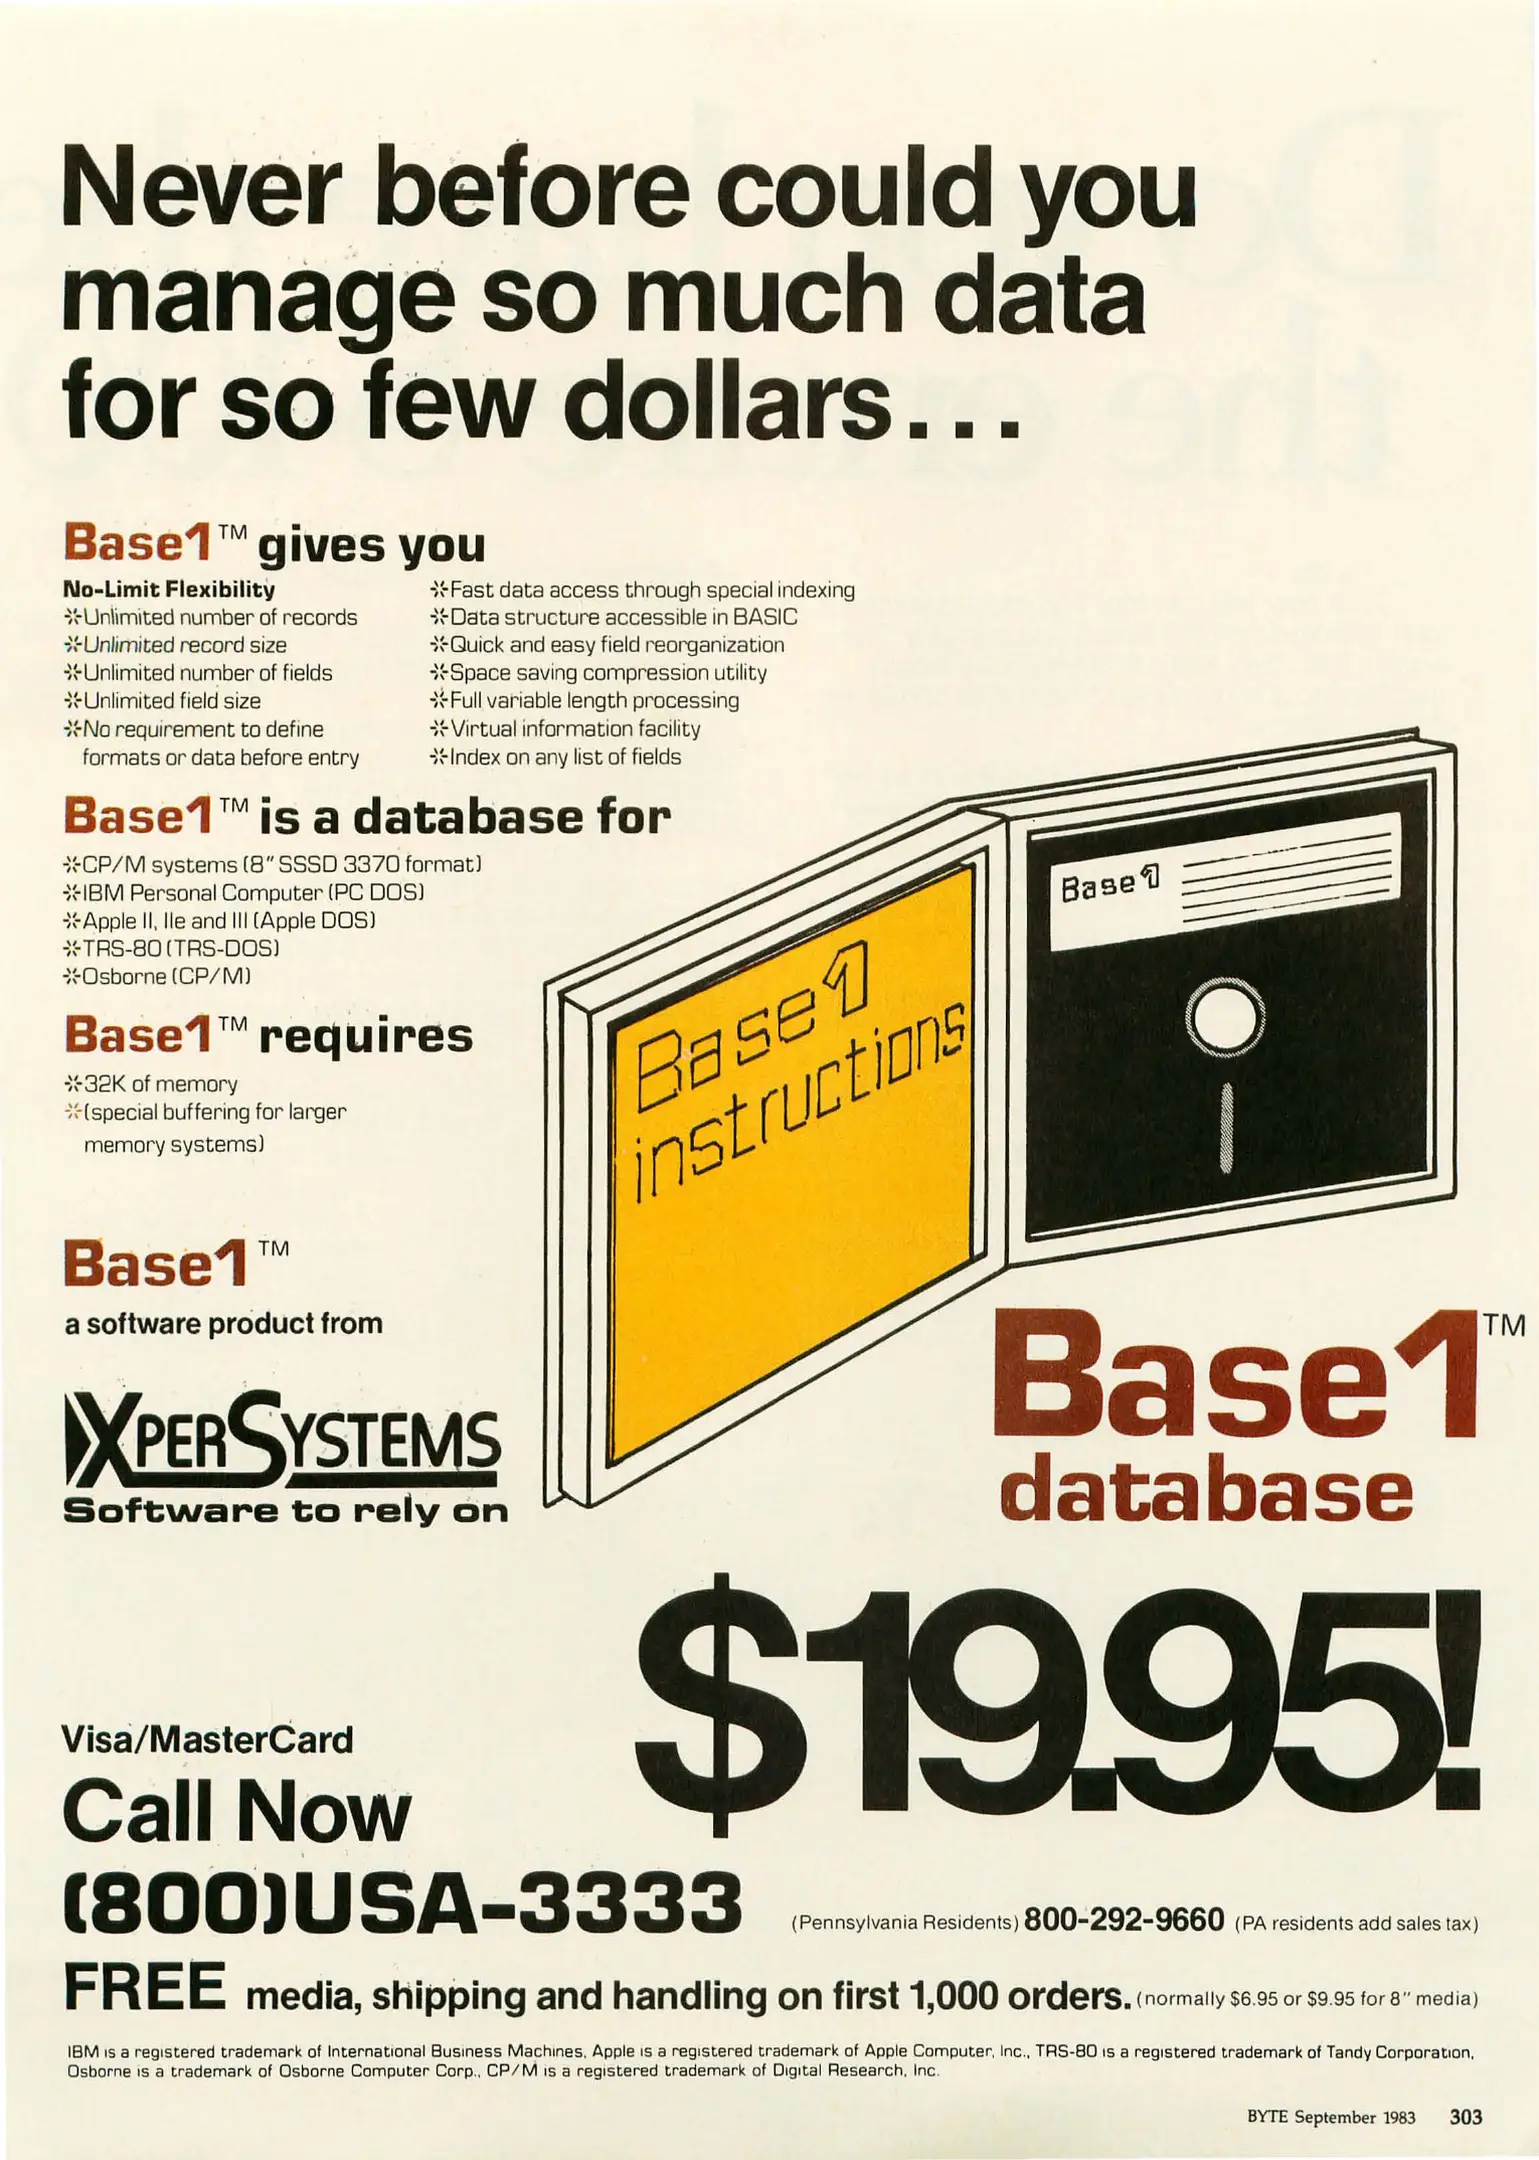 Never before could you
manage so much data
for so few dollars...
Base1™ gives you
No-Limit Flexibility
Unlimited number of records
Unlimited record size
Unlimited number of fields
Unlimited field size
No requirement to define
formats or data before entry
Fast data access through special indexing
Data structure accessible in BASIC
Quick and easy field reorganization
Space saving compression utility
Full variable length processing
Virtual information facility
Index on any list of fields
Base1™ is a database for
CP/M systems (8" SSSD 3370 format)
IBM Personal Computer (PC DOS)
Apple II, IIe and III (Apple DOS)
TRS-80 (TRS-DOS)
Osborne (CP/M)
Base1™ requires
32K of memory
(special buffering for larger
memory systems)
Base1
instructions
Base1
Base1™
a software product from
XPERSYSTEMS
Software to rely on
Base1™
database
$19.95!
Visa/MasterCard
Call Now
(800)USA-3333 (Pennsylvania Residents) 800-292-9660 (PA residents add sales tax)
FREE media, shipping and handling on first 1,000 orders. (normally $6.95 or $9.95 for 8" media)
IBM is a registered trademark of International Business Machines, Apple is a registered trademark of Apple Computer, Inc., TRS-80 is a registered trademark of Tandy Corporation,
Osborne is a trademark of Osborne Computer Corp., CP/M is a registered trademark of Digital Research, Inc.
BYTE September 1983 303